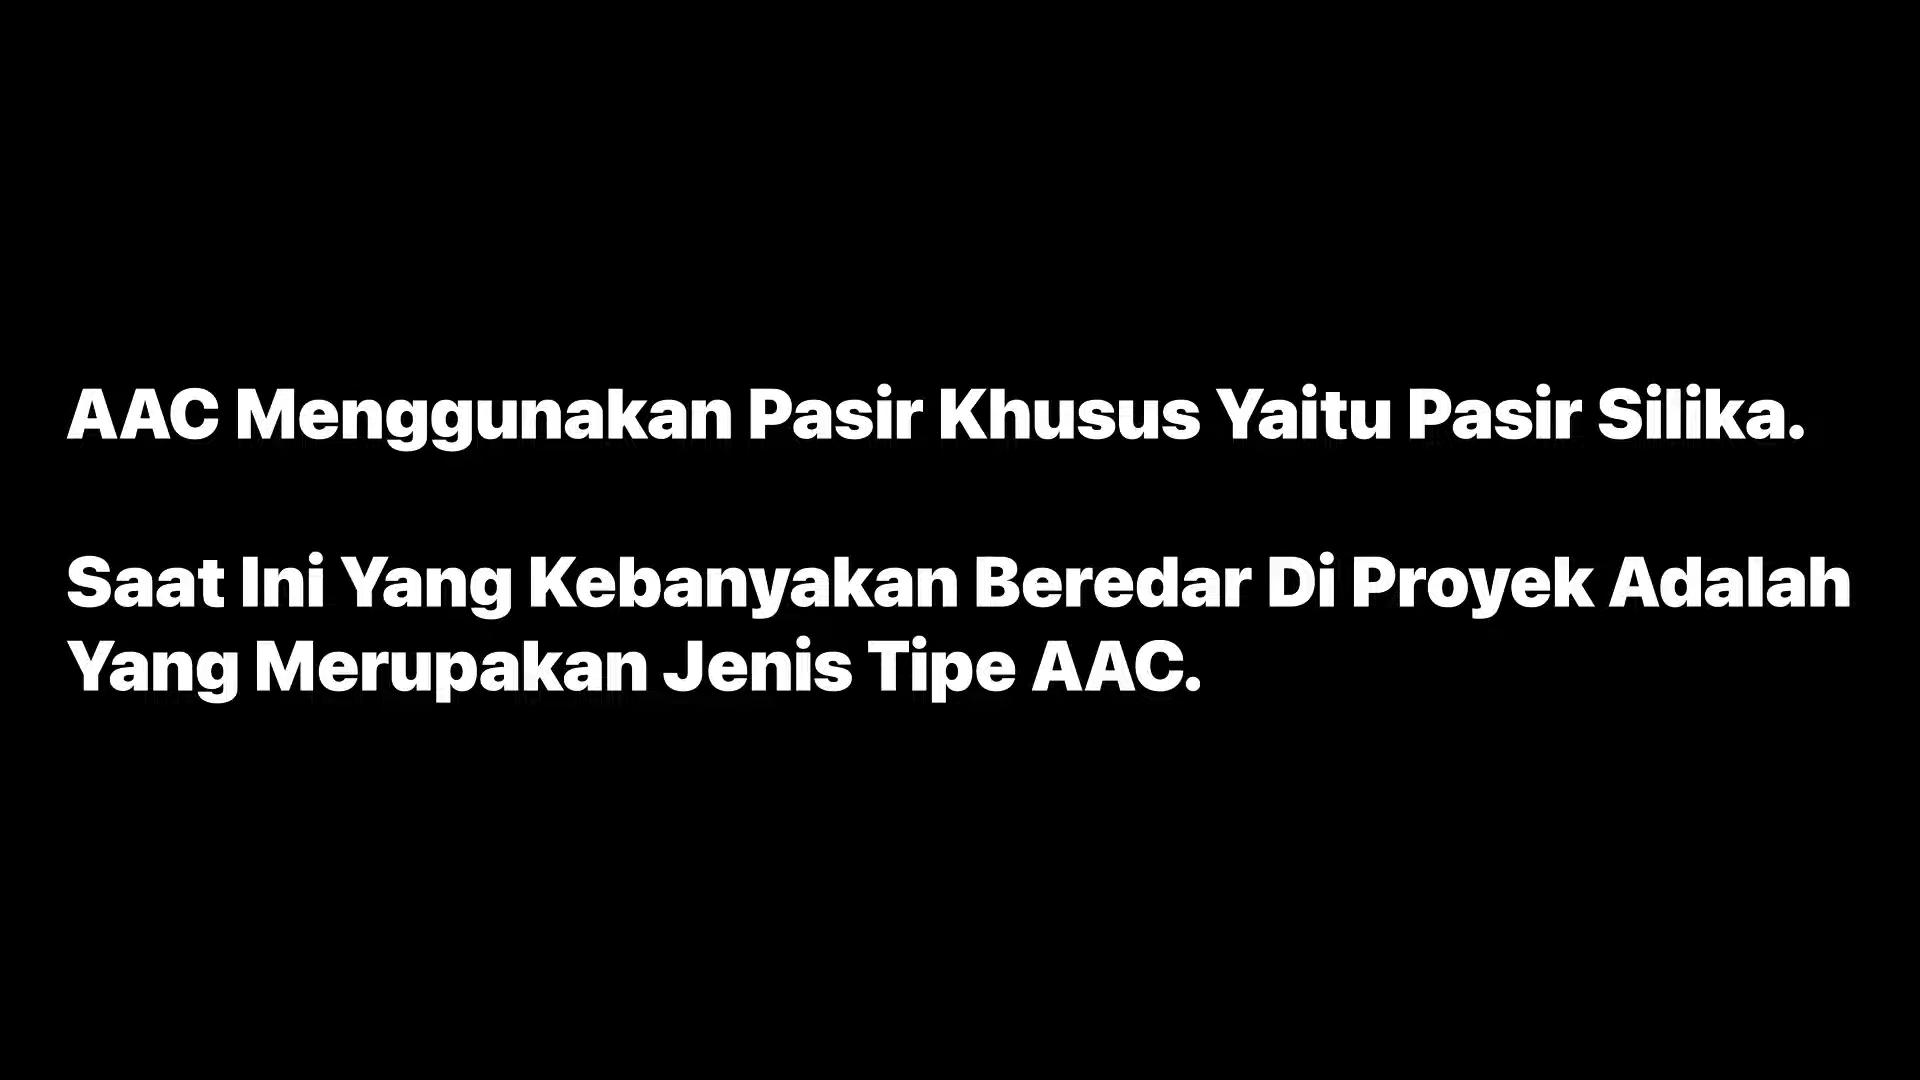 AAC Menggunakan Pasir Khusus Yaitu Pasir Silika.
Saat Ini Yang Kebanyakan Beredar Di Proyek Adalah
Yang Merupakan Jenis Tipe AAC.